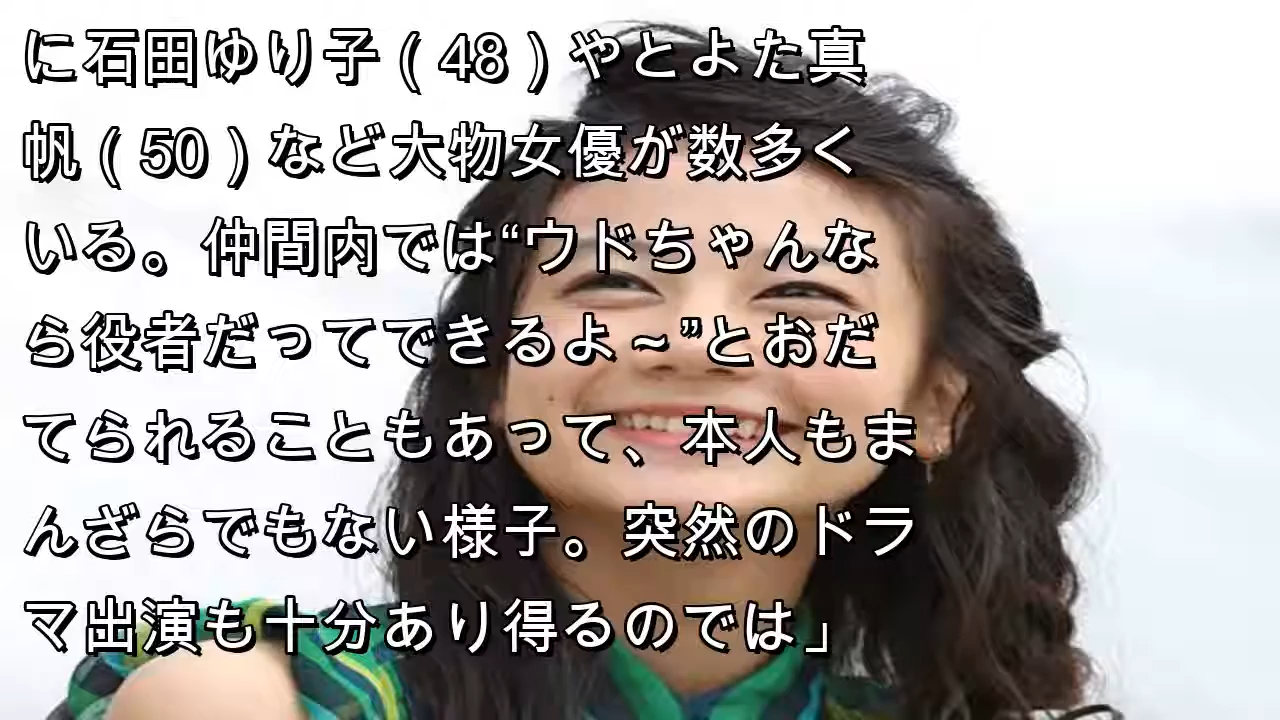 に石田ゆり子（48）やとよた真
帆（50）など大物女優が数多く
いる。仲間内では“ウドちゃんな
ら役者だってできるよ～”とおだ
てられることもあって、本人もま
んざらでもない様子。突然のドラ
マ出演も十分あり得るのでは」